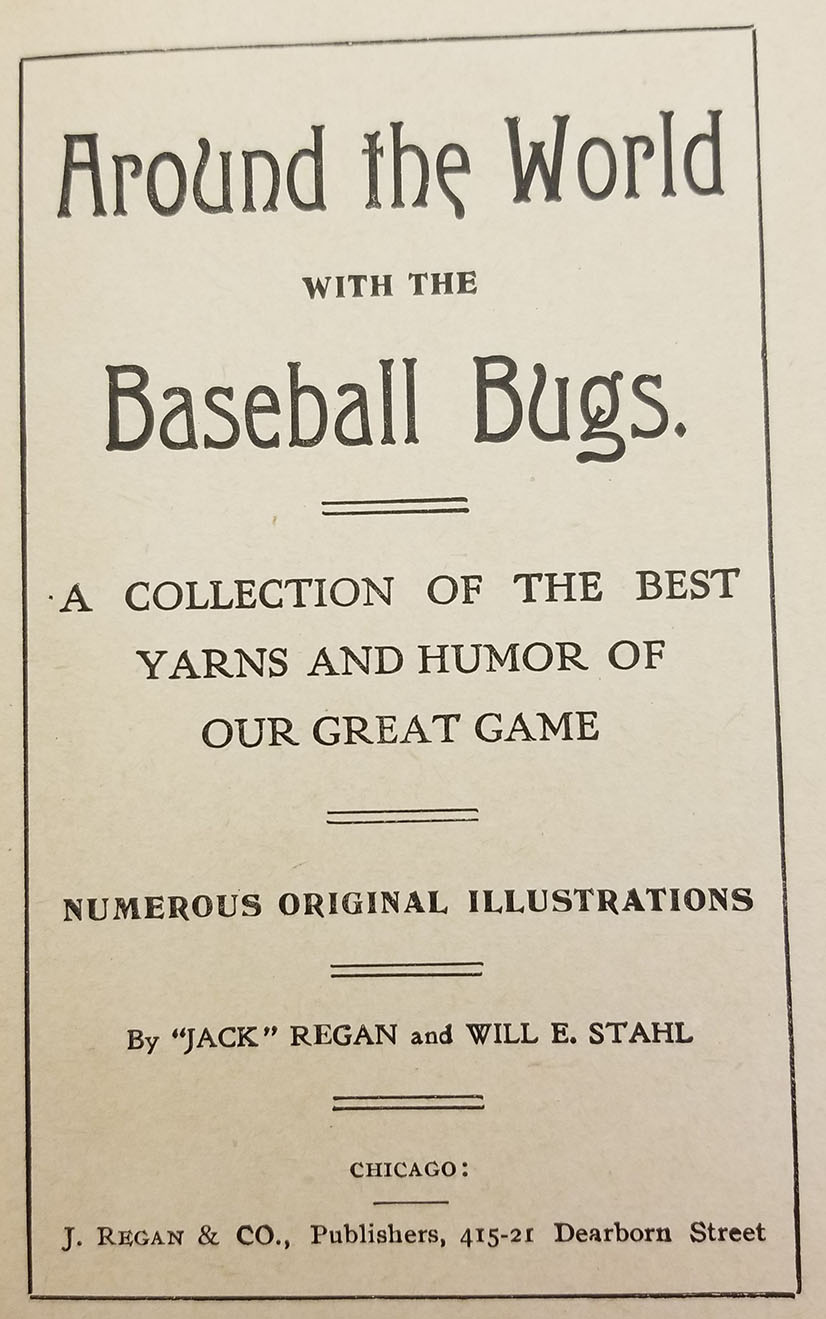 Around the World
WITH THE
Baseball Bugs.
A COLLECTION OF THE BEST
YARNS AND HUMOR OF
OUR GREAT GAME
NUMEROUS ORIGINAL ILLUSTRATIONS
By "JACK" REGAN and WILL E. STAHL
CHICAGO:
J. REGAN & CO., Publishers, 415-21 Dearborn Street